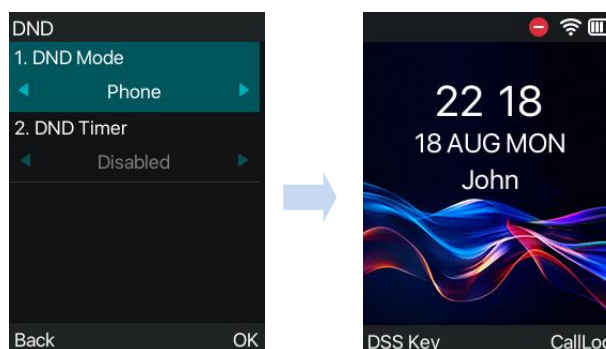 DND
1. DND Mode
Phone
2. DND Timer
Disabled
Back OK
22 18
18 AUG MON
John
DSS Key CallLog